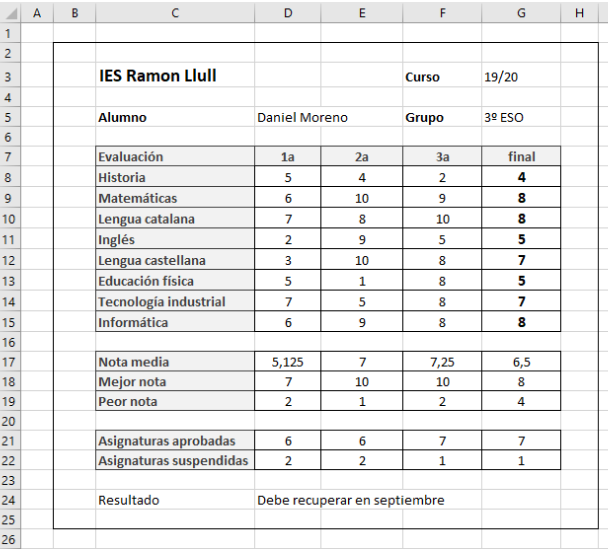 A B C D E F G H
1
2
3 IES Ramon Llull Curso 19/20
4
5 Alumno Daniel Moreno Grupo 3º ESO
6
7 Evaluación 1a 2a 3a final
8 Historia 5 4 2 4
9 Matemáticas 6 10 9 8
10 Lengua catalana 7 8 10 8
11 Inglés 2 9 5 5
12 Lengua castellana 3 10 8 7
13 Educación física 5 1 8 5
14 Tecnología industrial 7 5 8 7
15 Informática 6 9 8 8
16
17 Nota media 5,125 7 7,25 6,5
18 Mejor nota 7 10 10 8
19 Peor nota 2 1 2 4
20
21 Asignaturas aprobadas 6 6 7 7
22 Asignaturas suspendidas 2 2 1 1
23
24 Resultado Debe recuperar en septiembre
25
26